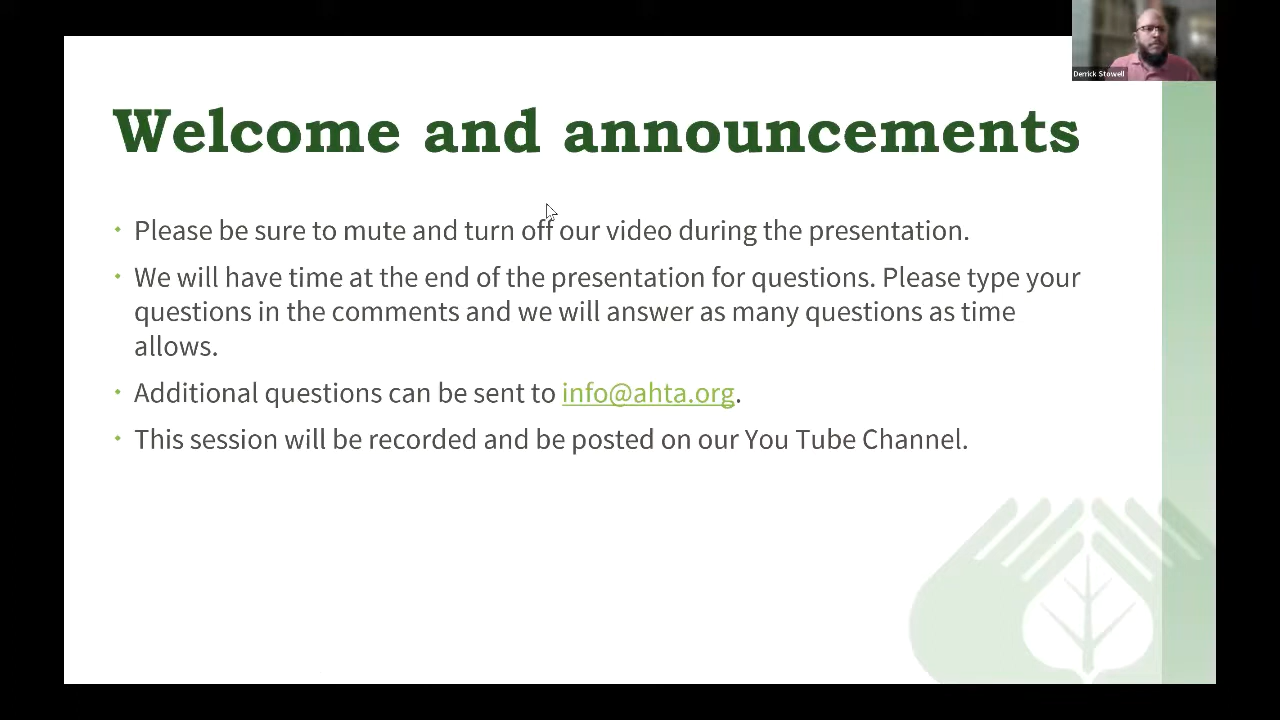 Derrick Stowell
Welcome and announcements
• Please be sure to mute and turn off our video during the presentation.
• We will have time at the end of the presentation for questions. Please type your
questions in the comments and we will answer as many questions as time
allows.
• Additional questions can be sent to info@ahta.org.
• This session will be recorded and be posted on our You Tube Channel.